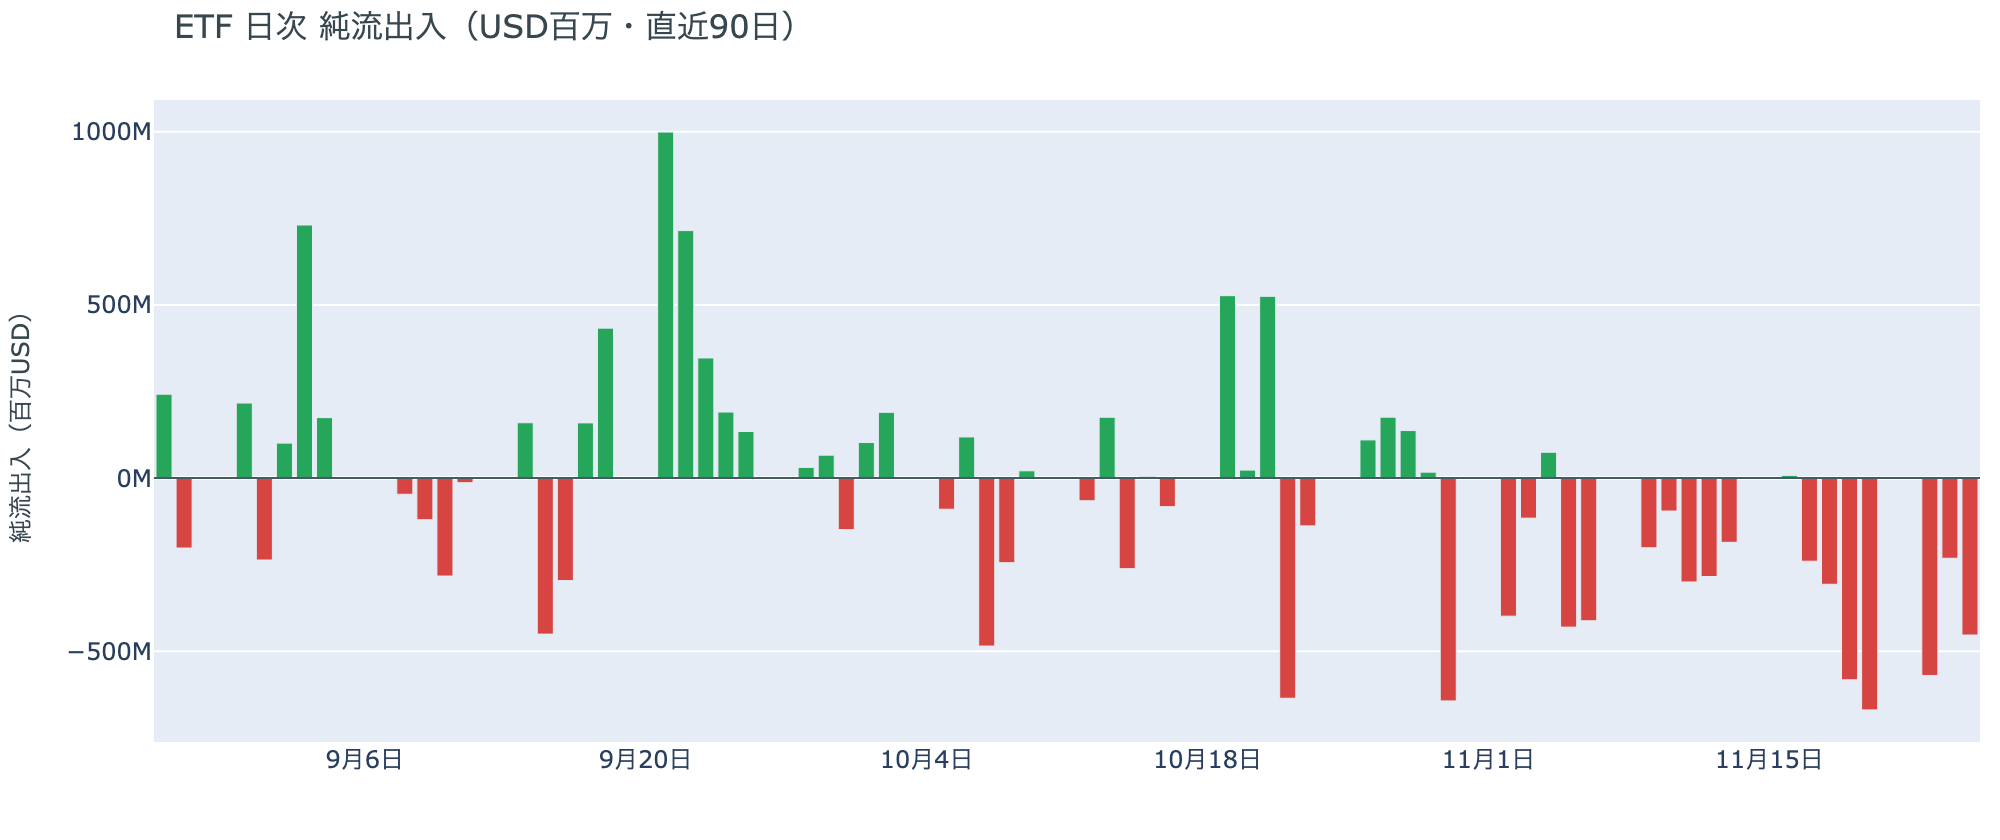 ETF 日次 純流出入（USD百万・直近90日）
純流出入（百万USD）
1000M
500M
0M
−500M
9月6日
9月20日
10月4日
10月18日
11月1日
11月15日